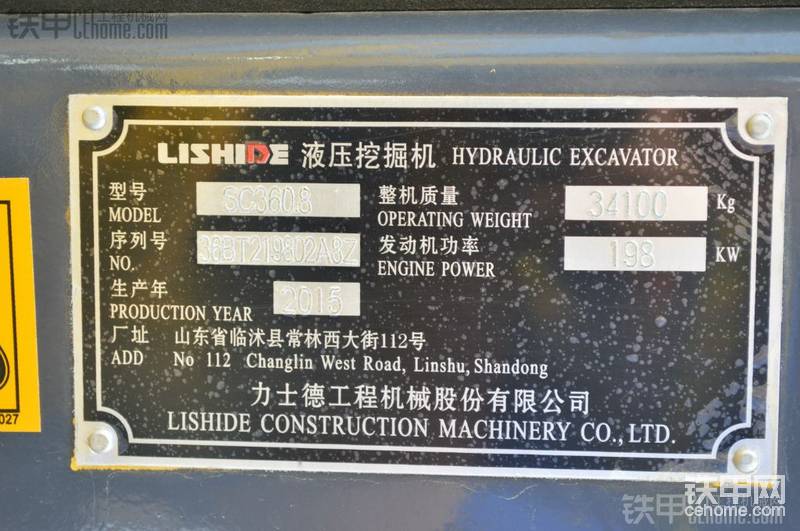 铁甲工程机械网
cehome.com
LISHIDE 液压挖掘机 HYDRAULIC EXCAVATOR
型号 SC360.8 整机质量 34100 Kg
MODEL OPERATING WEIGHT
序列号 36BT219802A8Z 发动机功率 198 KW
NO. ENGINE POWER
生产年 2015
PRODUCTION YEAR
厂址 山东省临沭县常林西大街112号
ADD No 112 Changlin West Road, Linshu, Shandong
力士德工程机械股份有限公司
LISHIDE CONSTRUCTION MACHINERY CO.,LTD.
027
铁甲网
cehome.com